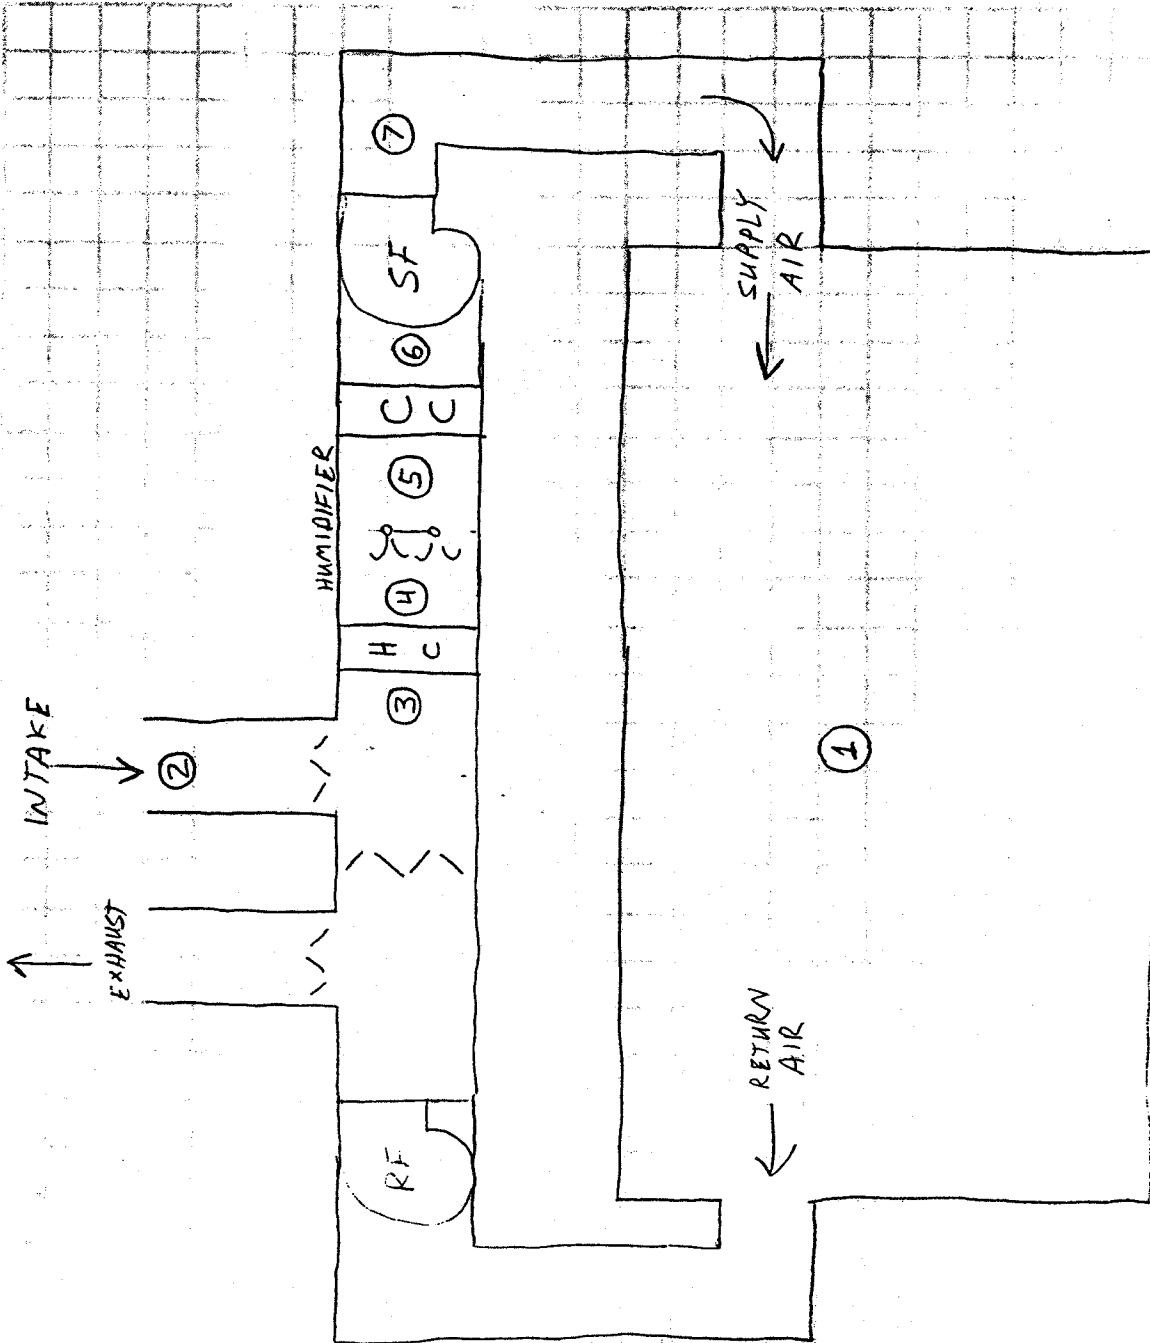 INTAKE
EXHAUST
HUMIDIFIER
RF
3
H C
4
5
C C
6
SF
7
2
SUPPLY
AIR
RETURN
AIR
1